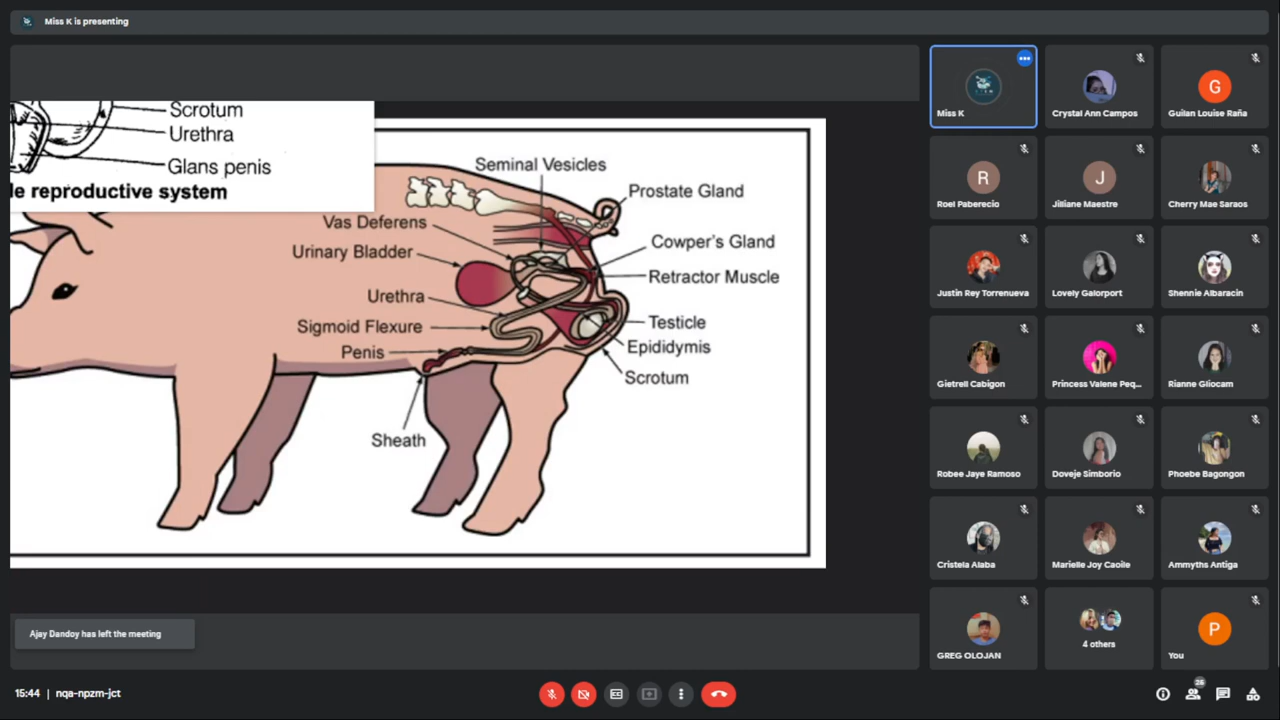 Miss K is presenting
Scrotum
Urethra
Glans penis
le reproductive system
Seminal Vesicles
Prostate Gland
Vas Deferens
Cowper's Gland
Urinary Bladder
Retractor Muscle
Urethra
Testicle
Sigmoid Flexure
Epididymis
Penis
Scrotum
Sheath
Miss K
Crystal Ann Campos
G
Guilan Louise Raña
R
Roel Paberecio
J
Jilliane Maestre
Cherry Mae Saraos
Justin Rey Torrenueva
Lovely Galorport
Shennie Albaracin
Gietrell Cabigon
Princess Valene Peq...
Rianne Gliocam
Robee Jaye Ramoso
Doveje Simborio
Phoebe Bagongon
Cristela Alaba
Marielle Joy Caoile
Ammyths Antiga
GREG OLOJAN
4 others
P
You
Ajay Dandoy has left the meeting
15:44 | nqa-npzm-jct